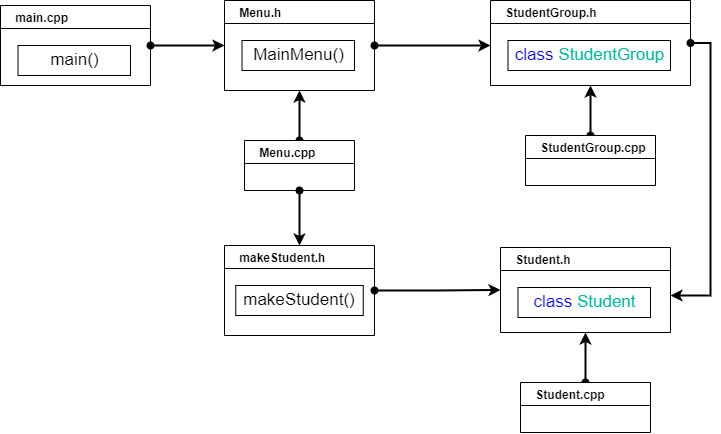 main.cpp
main()
Menu.h
MainMenu()
StudentGroup.h
class StudentGroup
Menu.cpp
StudentGroup.cpp
makeStudent.h
makeStudent()
Student.h
class Student
Student.cpp